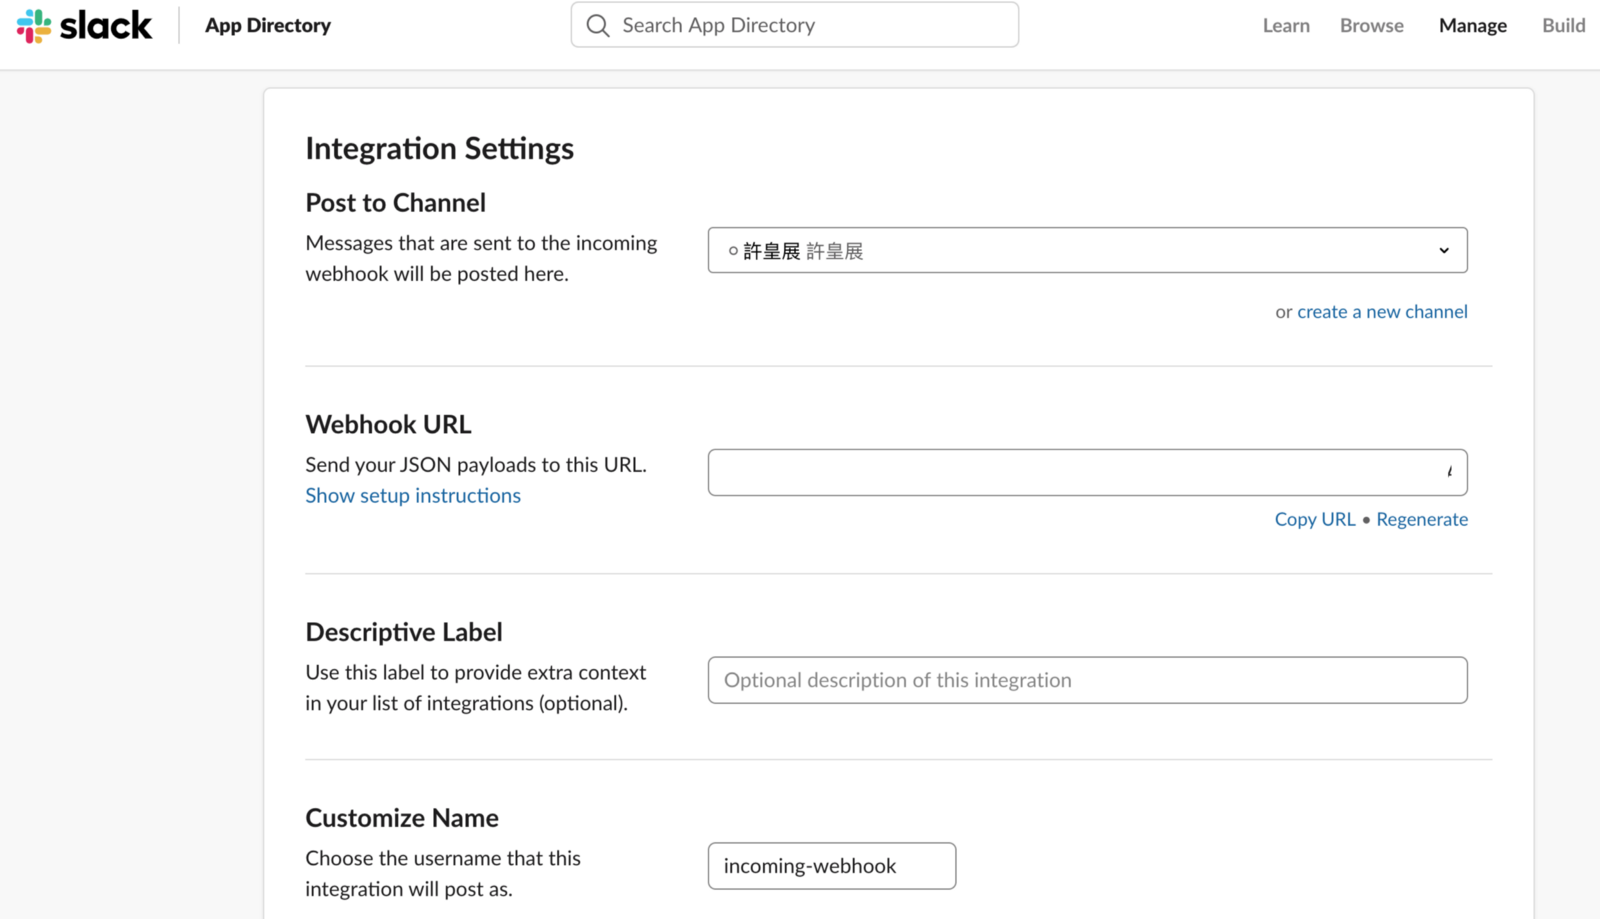 slack App Directory Search App Directory Learn Browse Manage Build
Integration Settings
Post to Channel
Messages that are sent to the incoming
webhook will be posted here.
許皇展 許皇展
or create a new channel
Webhook URL
Send your JSON payloads to this URL.
Show setup instructions
Copy URL • Regenerate
Descriptive Label
Use this label to provide extra context
in your list of integrations (optional).
Optional description of this integration
Customize Name
Choose the username that this
integration will post as.
incoming-webhook